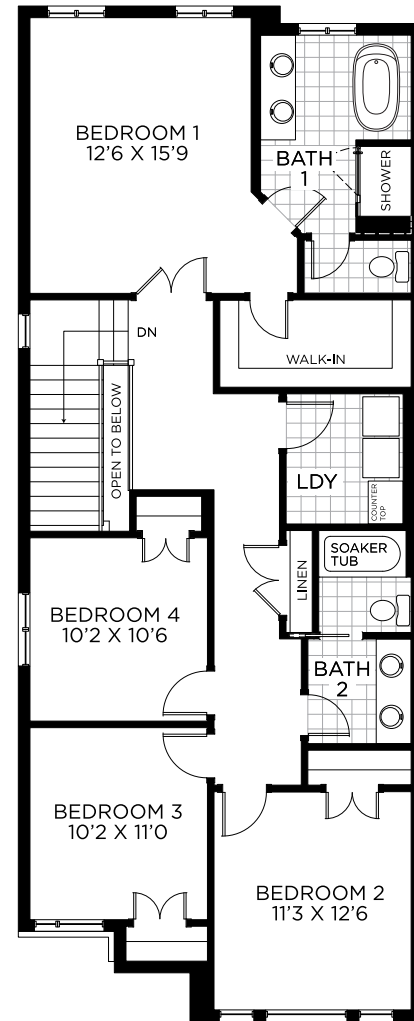 BEDROOM 1
12'6 X 15'9
BATH
1
SHOWER
DN
WALK-IN
OPEN TO BELOW
LDY
COUNTER
TOP
SOAKER
TUB
LINEN
BEDROOM 4
10'2 X 10'6
BATH
2
BEDROOM 3
10'2 X 11'0
BEDROOM 2
11'3 X 12'6